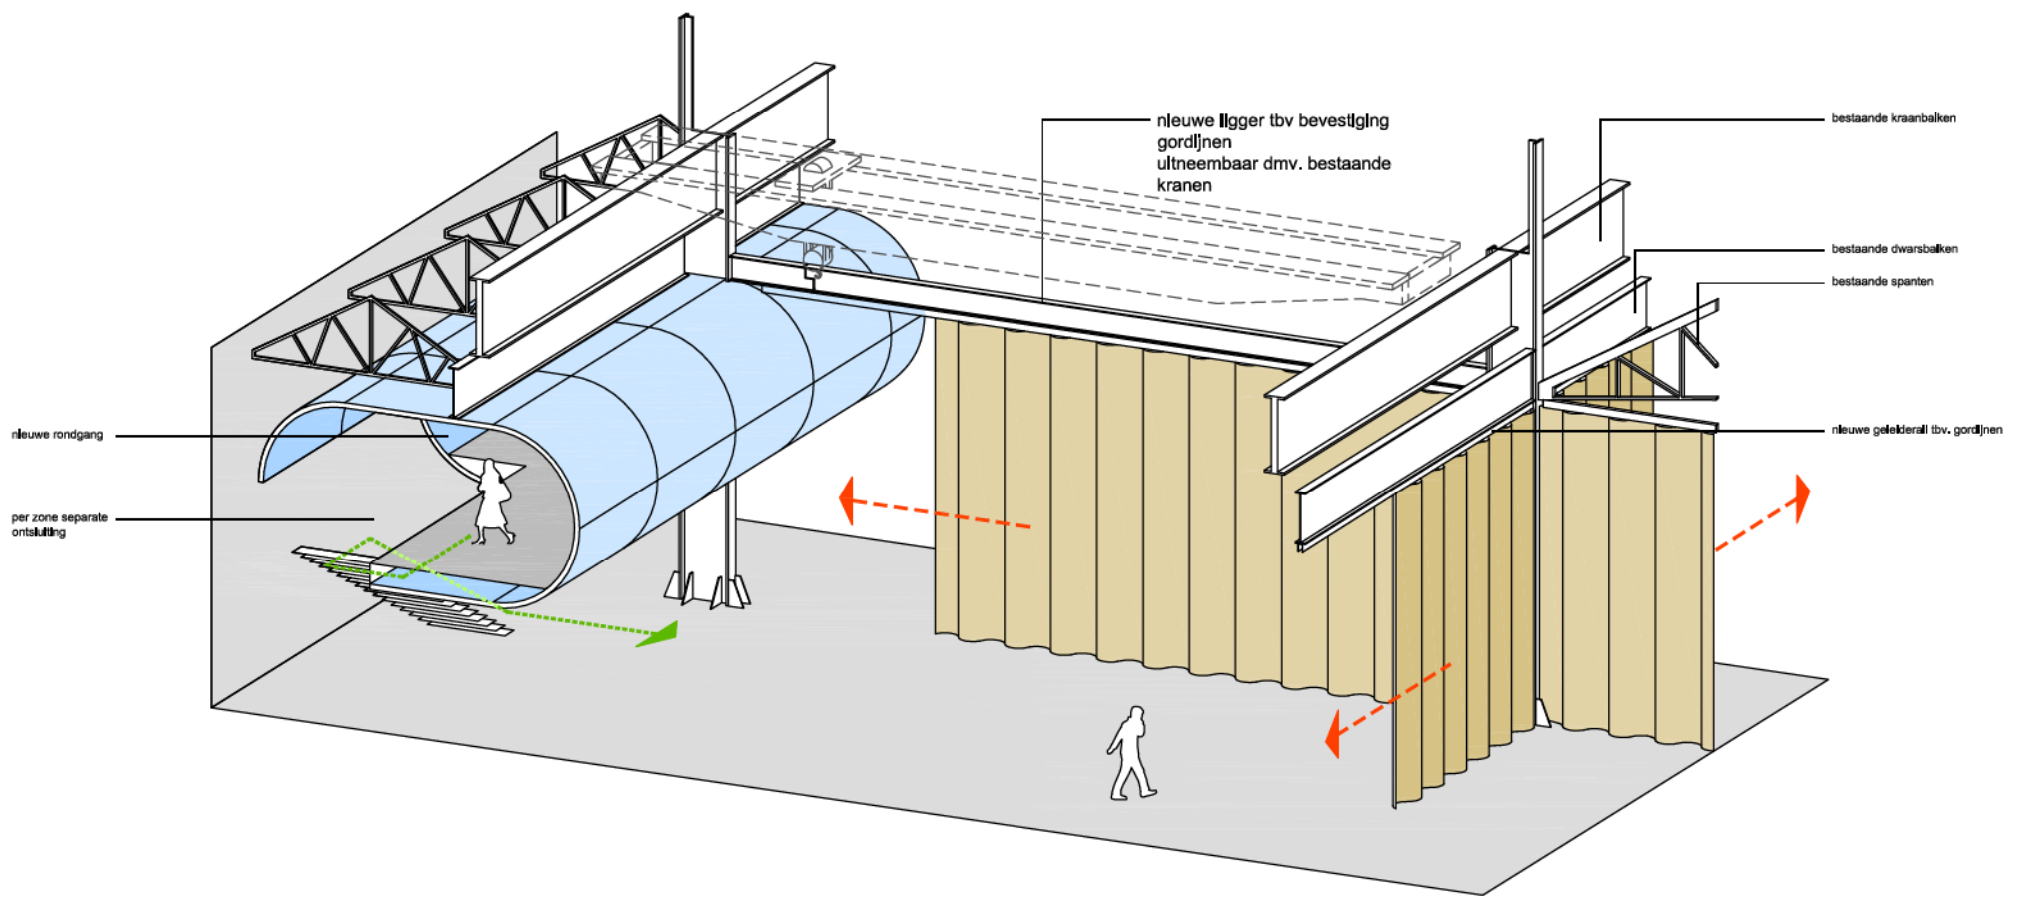 nieuwe ligger tbv bevestiging
gordijnen
uitneembaar dmv. bestaande
kranen
bestaande kraanbalken
bestaande dwarsbalken
bestaande spanten
nieuwe rondgang
nieuwe geleiderail tbv. gordijnen
per zone separate
ontsluiting